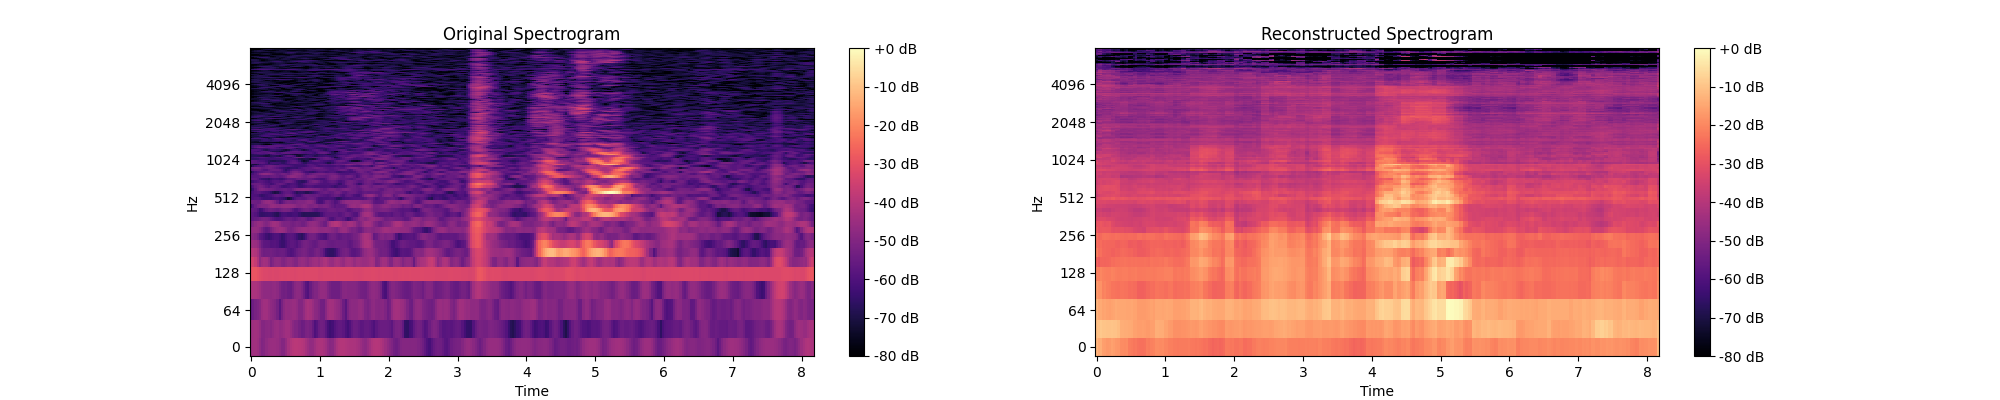 Original Spectrogram
Hz
4096
2048
1024
512
256
128
64
0
0 1 2 3 4 5 6 7 8
Time
+0 dB
-10 dB
-20 dB
-30 dB
-40 dB
-50 dB
-60 dB
-70 dB
-80 dB
Reconstructed Spectrogram
Hz
4096
2048
1024
512
256
128
64
0
0 1 2 3 4 5 6 7 8
Time
+0 dB
-10 dB
-20 dB
-30 dB
-40 dB
-50 dB
-60 dB
-70 dB
-80 dB